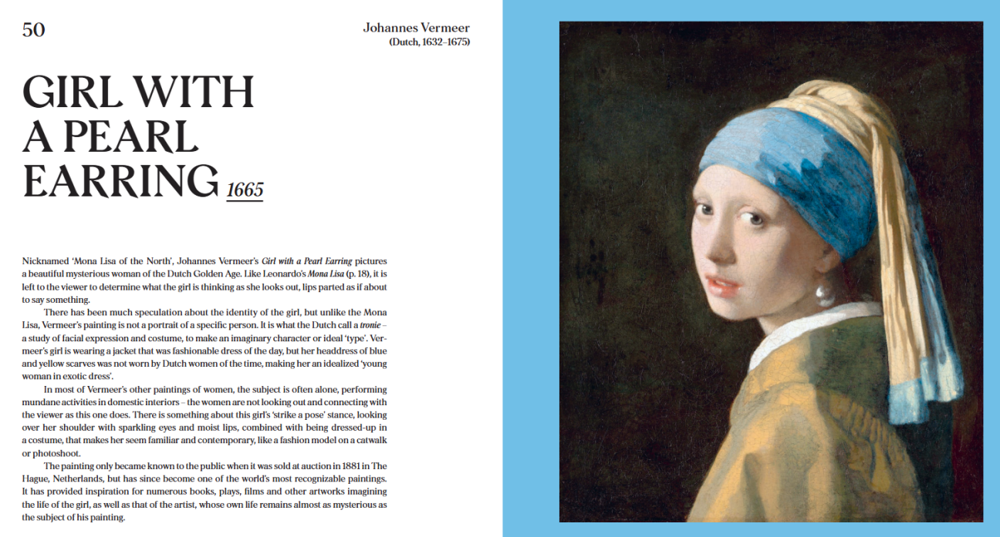 50
Johannes Vermeer
(Dutch, 1632–1675)
GIRL WITH
A PEARL
EARRING 1665
Nicknamed ‘Mona Lisa of the North’, Johannes Vermeer’s Girl with a Pearl Earring pictures
a beautiful mysterious woman of the Dutch Golden Age. Like Leonardo’s Mona Lisa (p. 18), it is
left to the viewer to determine what the girl is thinking as she looks out, lips parted as if about
to say something.
There has been much speculation about the identity of the girl, but unlike the Mona
Lisa, Vermeer’s painting is not a portrait of a specific person. It is what the Dutch call a tronie –
a study of facial expression and costume, to make an imaginary character or ideal ‘type’. Ver-
meer’s girl is wearing a jacket that was fashionable dress of the day, but her headdress of blue
and yellow scarves was not worn by Dutch women of the time, making her an idealized ‘young
woman in exotic dress’.
In most of Vermeer’s other paintings of women, the subject is often alone, performing
mundane activities in domestic interiors – the women are not looking out and connecting with
the viewer as this one does. There is something about this girl’s ‘strike a pose’ stance, looking
over her shoulder with sparkling eyes and moist lips, combined with being dressed-up in
a costume, that makes her seem familiar and contemporary, like a fashion model on a catwalk
or photoshoot.
The painting only became known to the public when it was sold at auction in 1881 in The
Hague, Netherlands, but has since become one of the world’s most recognizable paintings.
It has provided inspiration for numerous books, plays, films and other artworks imagining
the life of the girl, as well as that of the artist, whose own life remains almost as mysterious as
the subject of his painting.